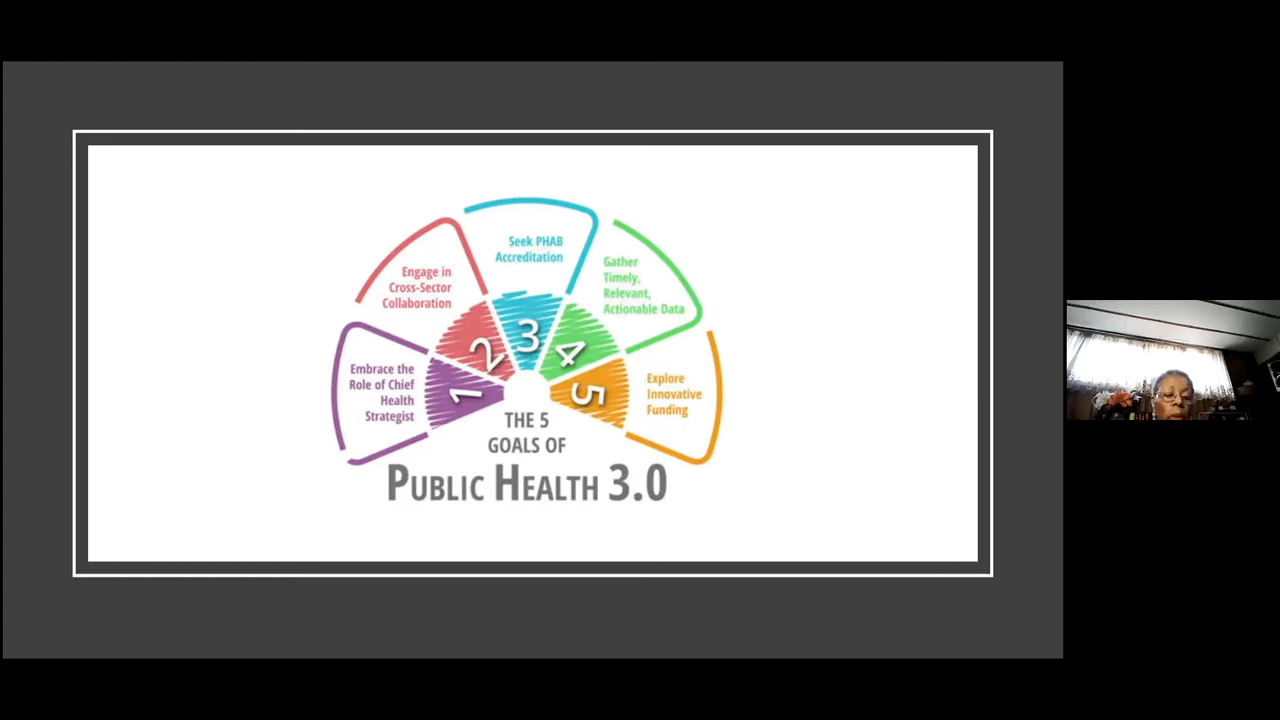 Embrace the
Role of Chief
Health
Strategist
1
Engage in
Cross-Sector
Collaboration
2
Seek PHAB
Accreditation
3
Gather
Timely,
Relevant,
Actionable Data
4
Explore
Innovative
Funding
5
THE 5
GOALS OF
PUBLIC HEALTH 3.0